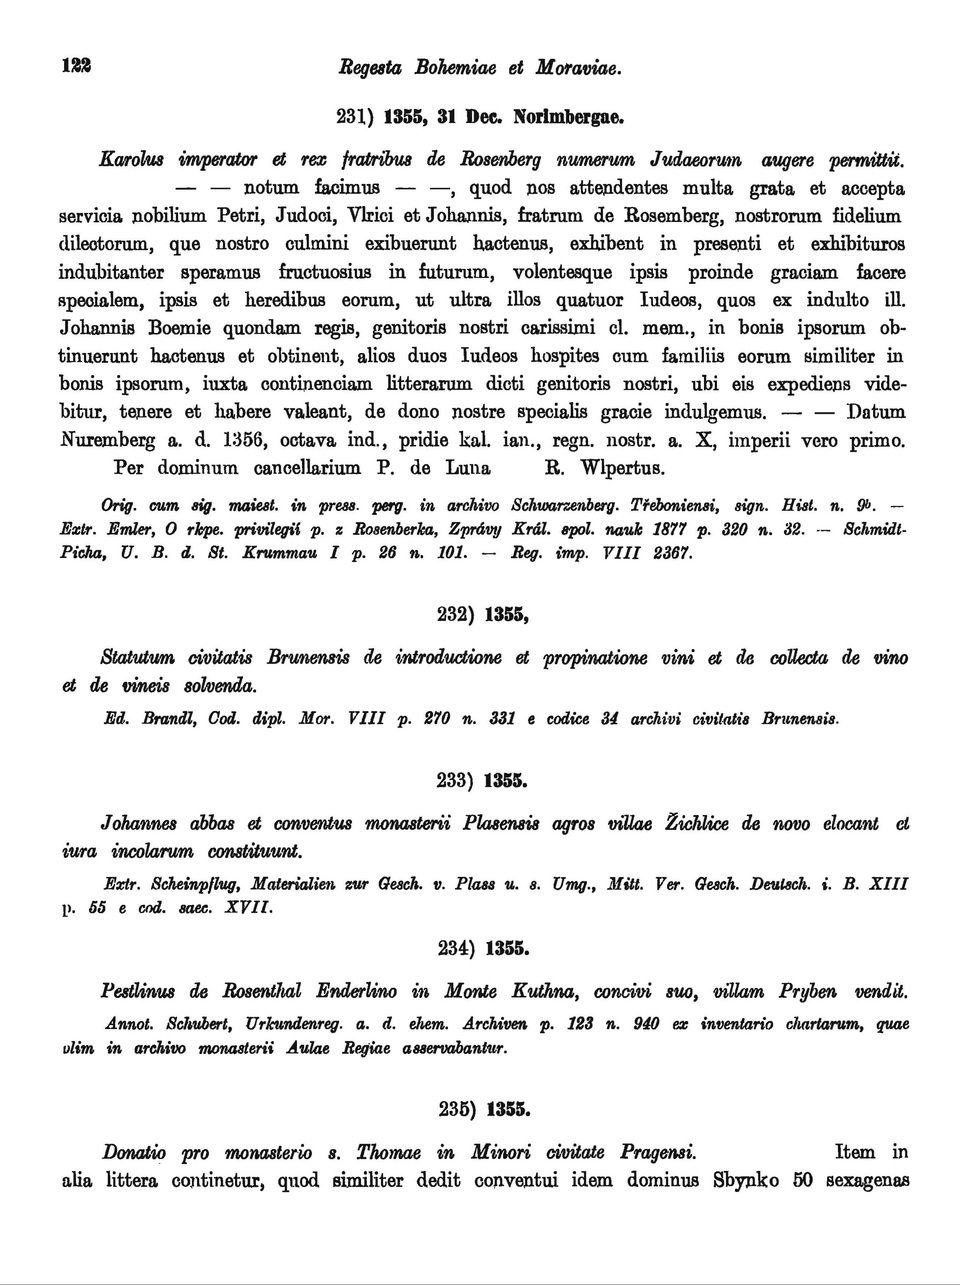 122
Regesta Bohemiae et Moraviae.
231) 1355, 31 Dec. Norimbergae.
Karolus imperator et rex fratribus de Rosenberg numerum Judaeorum augere permittit.
— — notum facimus — —, quod nos attendentes multa grata et accepta
servicia nobilium Petri, Judoci, Vlrici et Johannis, fratrum de Rosemberg, nostrorum fidelium
dilectorum, que nostro culmini exibuerunt hactenus, exhibent in presenti et exhibituros
indubitanter speramus fructuosius in futurum, volentesque ipsis proinde graciam facere
specialem, ipsis et heredibus eorum, ut ultra illos quatuor Iudeos, quos ex indulto ill.
Johannis Boemie quondam regis, genitoris nostri carissimi cl. mem., in bonis ipsorum ob-
tinuerunt hactenus et obtinent, alios duos Iudeos hospites cum familiis eorum similiter in
bonis ipsorum, iuxta continenciam litterarum dicti genitoris nostri, ubi eis expediens vide-
bitur, tenere et habere valeant, de dono nostre specialis gracie indulgemus. — — Datum
Nuremberg a. d. 1356, octava ind., pridie kal. ian., regn. nostr. a. X, imperii vero primo.
Per dominum cancellarium P. de Luna R. Wlpertus.
Orig. cum sig. maiest. in press. perg. in archivo Schwarzenberg. Třeboniensi, sign. Hist. n. 9b. —
Extr. Emler, O rkpe. privilegií p. z Rosenberka, Zprávy Král. spol. nauk 1877 p. 320 n. 32. — Schmidt-
Picha, U. B. d. St. Krummau I p. 26 n. 101. — Reg. imp. VIII 2367.
232) 1355,
Statutum civitatis Brunensis de introductione et propinatione vini et de collecta de vino
et de vineis solvenda.
Ed. Brandl, Cod. dipl. Mor. VIII p. 270 n. 331 e codice 34 archivi civitatis Brunensis.
233) 1355.
Johannes abbas et conventus monasterii Plasensis agros villae Žichlice de novo elocant et
iura incolarum constituunt.
Extr. Scheinpflug, Materialien zur Gesch. v. Plass u. s. Umg., Mitt. Ver. Gesch. Deutsch. i. B. XIII
p. 55 e cod. saec. XVII.
234) 1355.
Pestlinus de Rosenthal Enderlino in Monte Kuthna, concivi suo, villam Pryben vendit.
Annot. Schubert, Urkundenreg. a. d. ehem. Archiven p. 123 n. 940 ex inventario chartarum, quae
olim in archivo monasterii Aulae Regiae asservabantur.
235) 1355.
Donatio pro monasterio s. Thomae in Minori civitate Pragensi. Item in
alia littera continetur, quod similiter dedit conventui idem dominus Sbynko 50 sexagenas